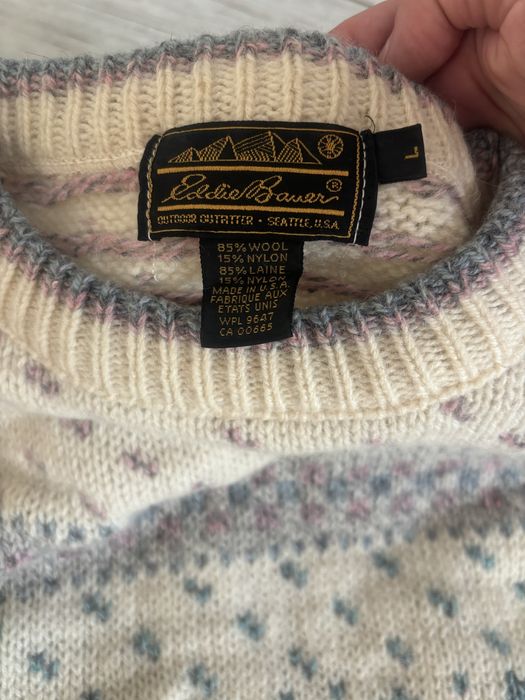 Eddie Bauer®
OUTDOOR OUTFITTER • SEATTLE, U.S.A.
L
85% WOOL
15% NYLON
85% LAINE
15% NYLON
MADE IN U.S.A.
FABRIQUE AUX
ETATS UNIS
WPL 9647
CA 00665